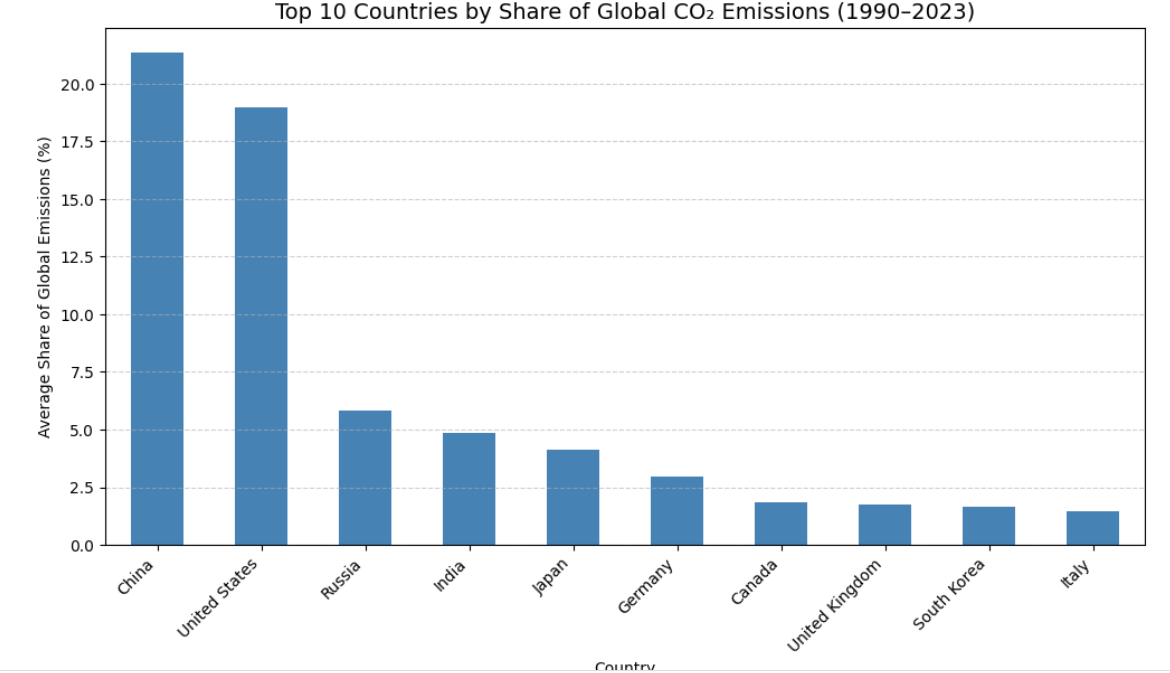 Top 10 Countries by Share of Global CO₂ Emissions (1990–2023)
Average Share of Global Emissions (%)
20.0
17.5
15.0
12.5
10.0
7.5
5.0
2.5
0.0
China
United States
Russia
India
Japan
Germany
Canada
United Kingdom
South Korea
Italy
Country